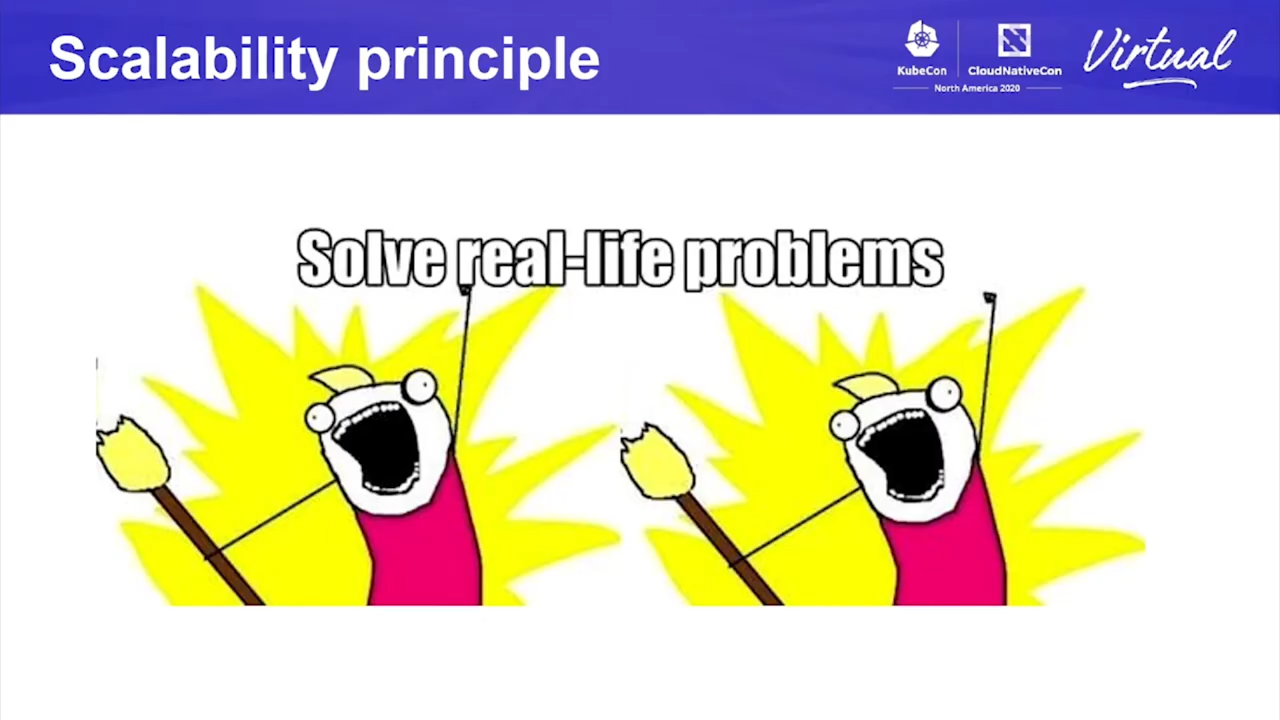 Scalability principle
KubeCon
CloudNativeCon
North America 2020
Virtual
Solve real-life problems